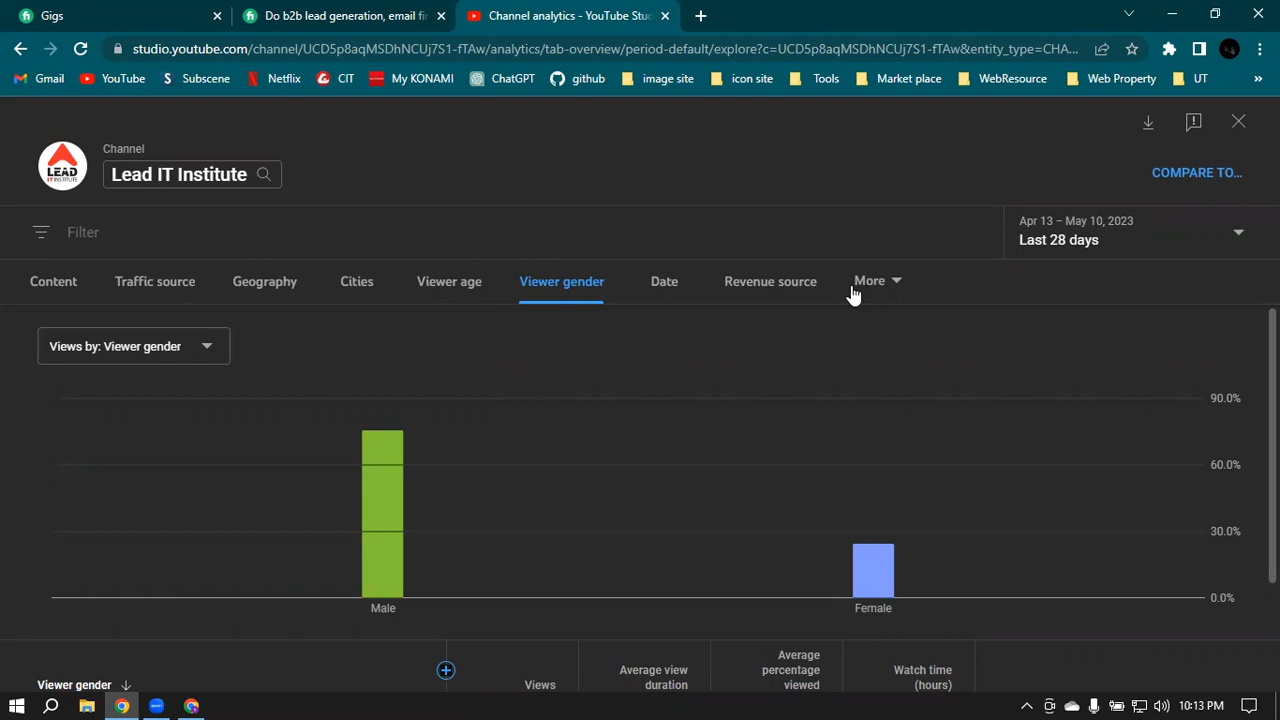 Gigs
Do b2b lead generation, email fi
Channel analytics - YouTube Stu
studio.youtube.com/channel/UCD5p8aqMSDhNCUj7S1-fTAw/analytics/tab-overview/period-default/explore?c=UCD5p8aqMSDhNCUj7S1-fTAw&entity_type=CHA...
Gmail
YouTube
Subscene
Netflix
CIT
My KONAMI
ChatGPT
github
image site
icon site
Tools
Market place
WebResource
Web Property
UT
»
Channel
LEAD
IT INSTITUTE
Lead IT Institute
COMPARE TO...
Filter
Apr 13 – May 10, 2023
Last 28 days
Content
Traffic source
Geography
Cities
Viewer age
Viewer gender
Date
Revenue source
More
Views by: Viewer gender
90.0%
60.0%
30.0%
0.0%
Male
Female
Viewer gender
Views
Average view
duration
Average
percentage
viewed
Watch time
(hours)
10:13 PM